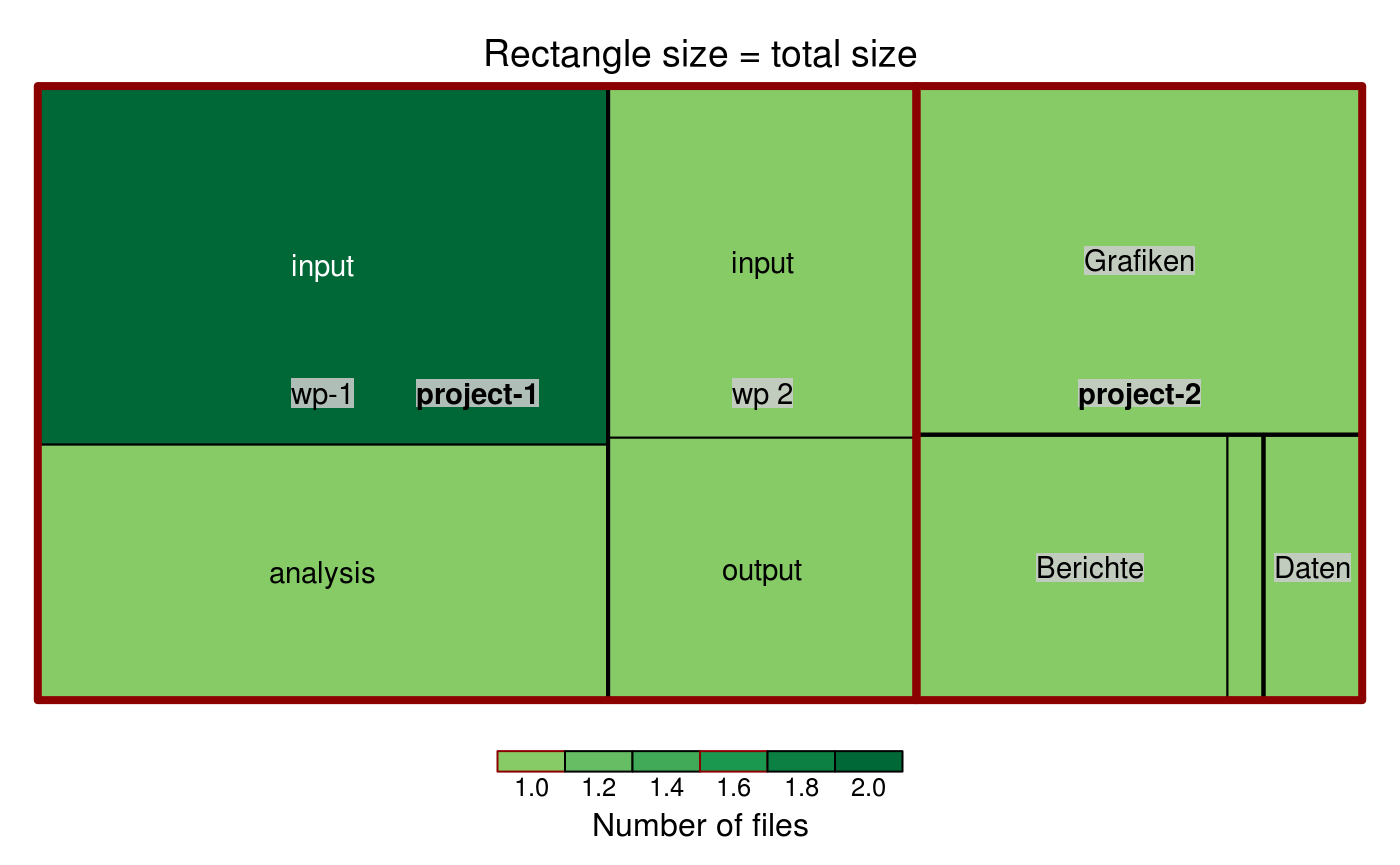 Rectangle size = total size
input
input
Grafiken
wp-1
project-1
wp 2
project-2
analysis
output
Berichte
Daten
1.0 1.2 1.4 1.6 1.8 2.0
Number of files